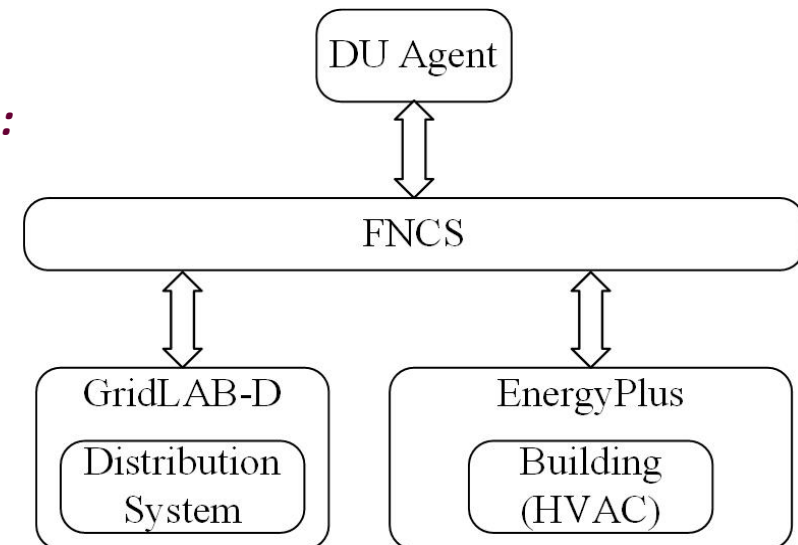 DU Agent
:
FNCS
GridLAB-D
Distribution
System
EnergyPlus
Building
(HVAC)